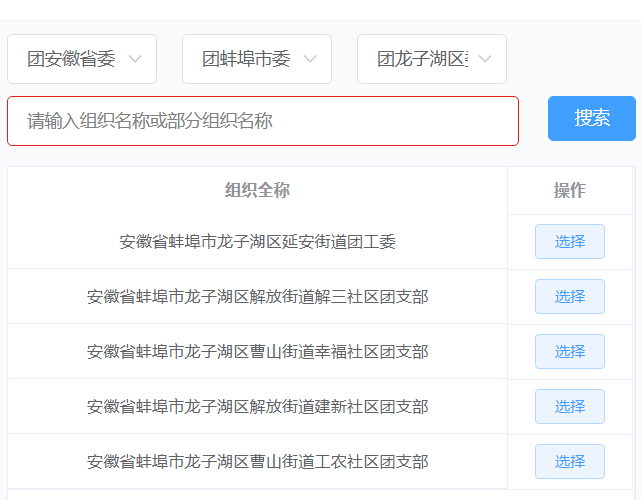 团安徽省委 团蚌埠市委 团龙子湖区
请输入组织名称或部分组织名称 搜索
组织全称 操作
安徽省蚌埠市龙子湖区延安街道团工委 选择
安徽省蚌埠市龙子湖区解放街道解三社区团支部 选择
安徽省蚌埠市龙子湖区曹山街道幸福社区团支部 选择
安徽省蚌埠市龙子湖区解放街道建新社区团支部 选择
安徽省蚌埠市龙子湖区曹山街道工农社区团支部 选择